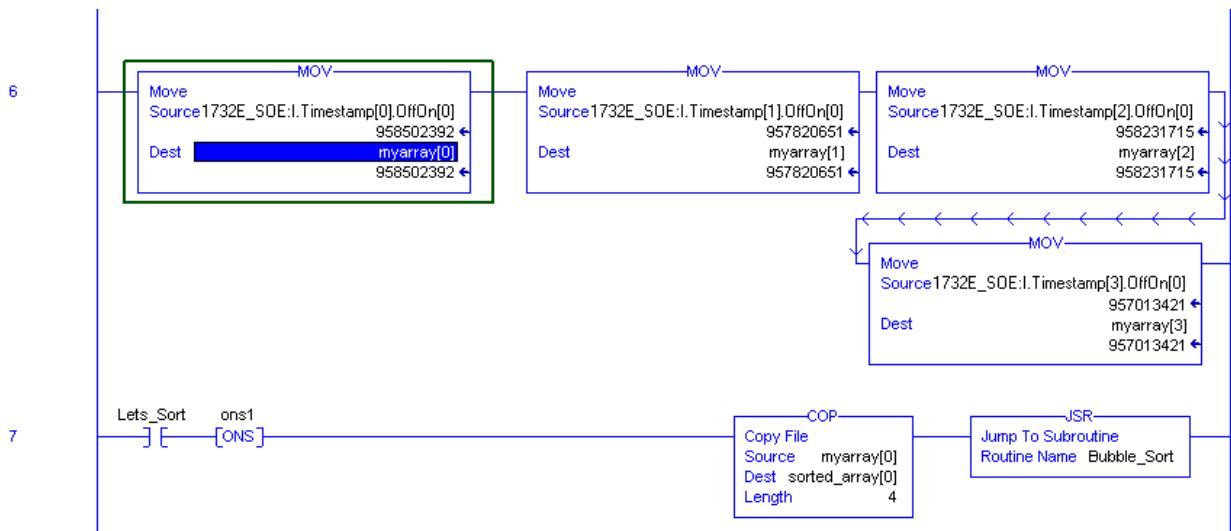 6
MOV
Move
Source 1732E_SOE:I.Timestamp[0].OffOn[0]
958502392
Dest myarray[0]
958502392
MOV
Move
Source 1732E_SOE:I.Timestamp[1].OffOn[0]
957820651
Dest myarray[1]
957820651
MOV
Move
Source 1732E_SOE:I.Timestamp[2].OffOn[0]
958231715
Dest myarray[2]
958231715
MOV
Move
Source 1732E_SOE:I.Timestamp[3].OffOn[0]
957013421
Dest myarray[3]
957013421
7
Lets_Sort
ons1
ONS
COP
Copy File
Source myarray[0]
Dest sorted_array[0]
Length 4
JSR
Jump To Subroutine
Routine Name Bubble_Sort